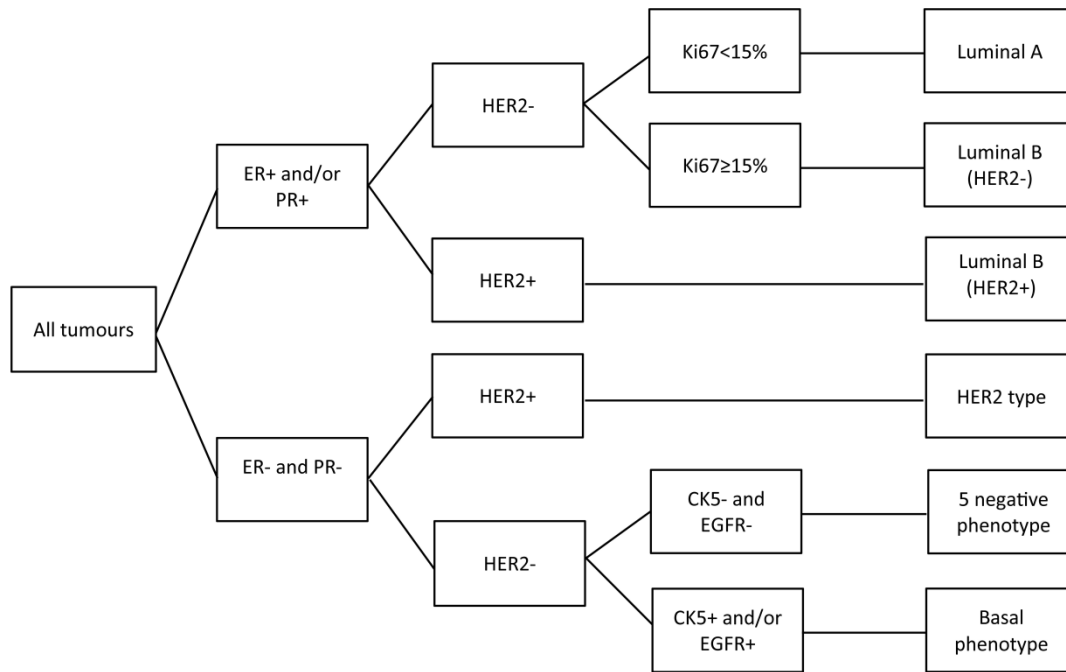 Ki67<15%
Luminal A
HER2-
Ki67≥15%
Luminal B
(HER2-)
ER+ and/or
PR+
HER2+
Luminal B
(HER2+)
All tumours
HER2+
HER2 type
ER- and PR-
CK5- and
EGFR-
5 negative
phenotype
HER2-
CK5+ and/or
EGFR+
Basal
phenotype